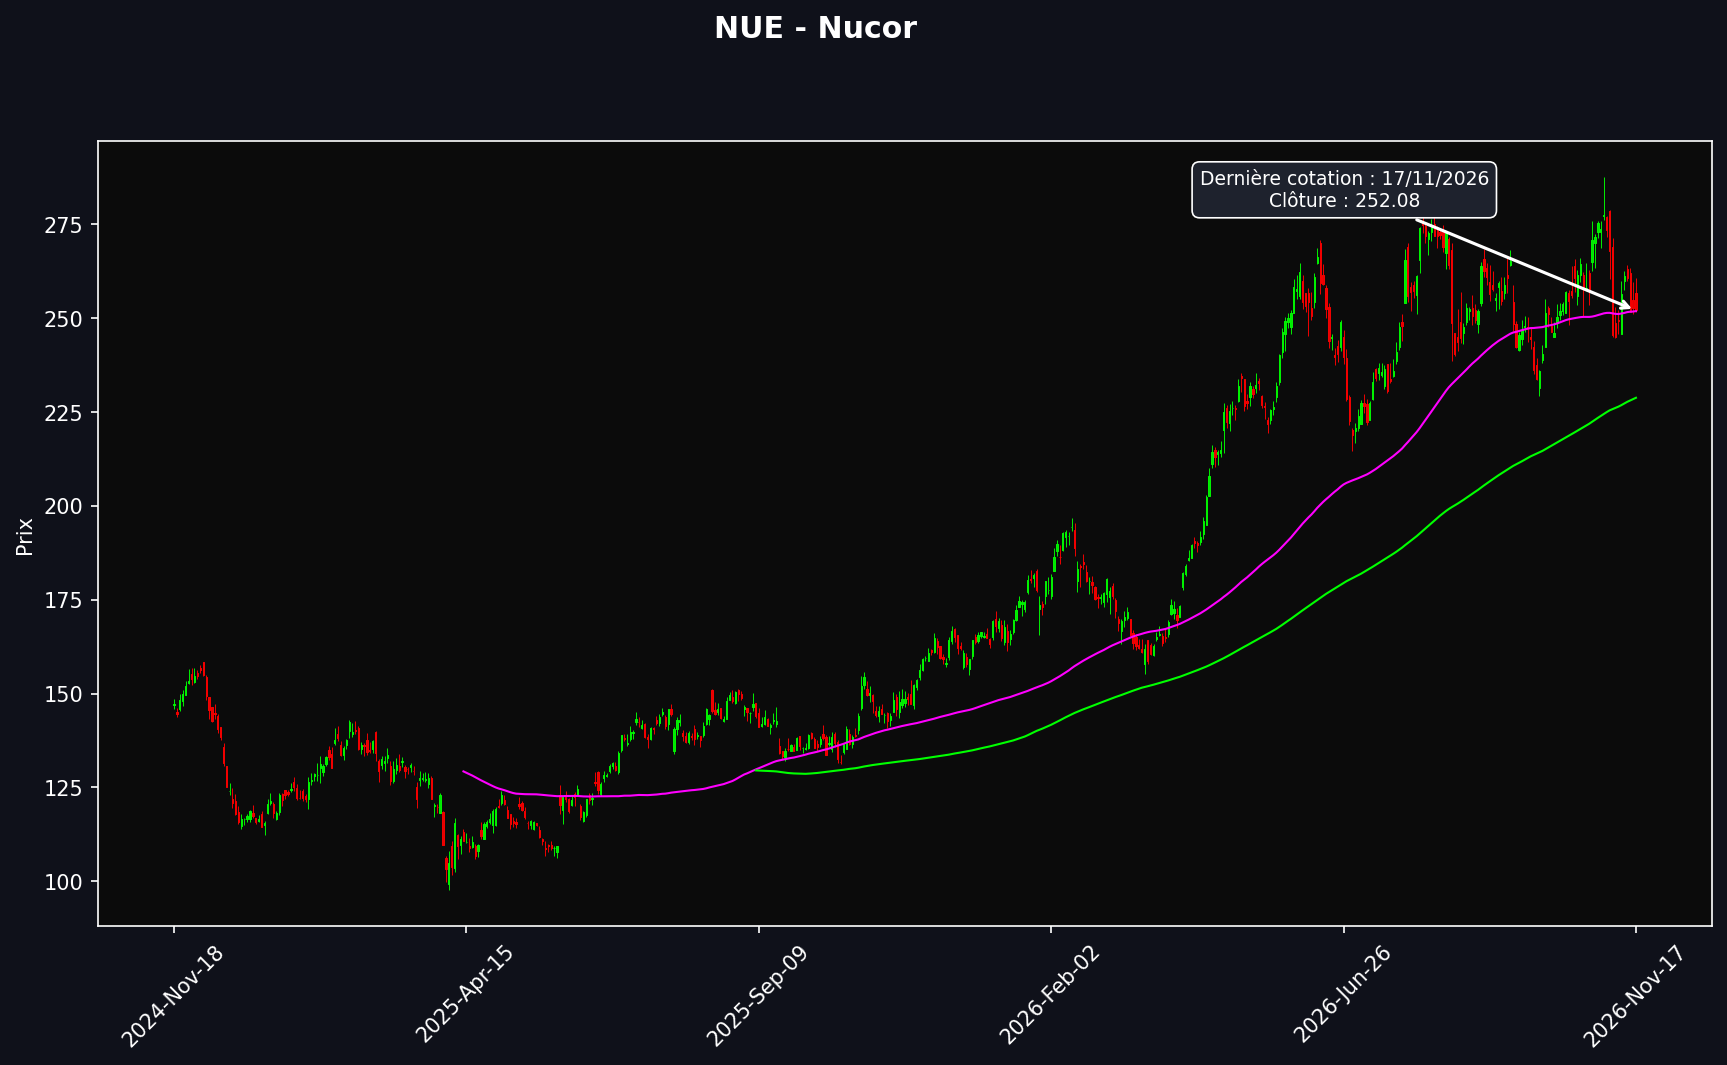 NUE - Nucor
Dernière cotation : 17/11/2026
Clôture : 252.08
Prix
275
250
225
200
175
150
125
100
2024-Nov-18
2025-Apr-15
2025-Sep-09
2026-Feb-02
2026-Jun-26
2026-Nov-17